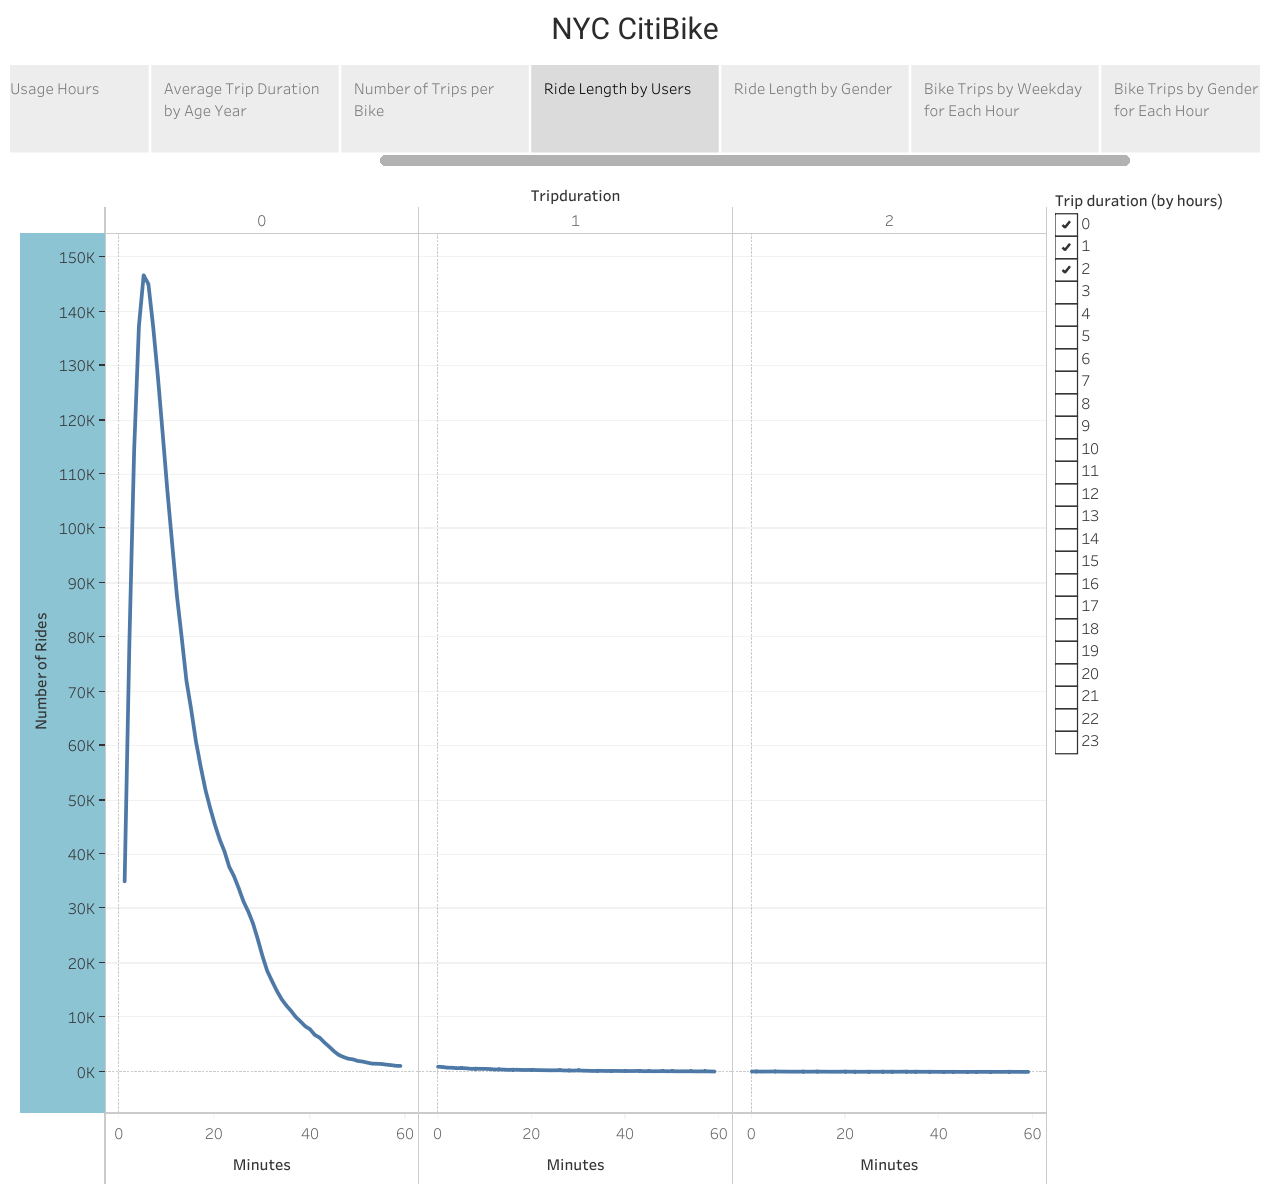 NYC CitiBike
Usage Hours
Average Trip Duration
by Age Year
Number of Trips per
Bike
Ride Length by Users
Ride Length by Gender
Bike Trips by Weekday
for Each Hour
Bike Trips by Gender
for Each Hour
Tripduration
0 1 2
150K
140K
130K
120K
110K
100K
90K
80K
70K
60K
50K
40K
30K
20K
10K
0K
Number of Rides
0 20 40 60 0 20 40 60 0 20 40 60
Minutes Minutes Minutes
Trip duration (by hours)
0
1
2
3
4
5
6
7
8
9
10
11
12
13
14
15
16
17
18
19
20
21
22
23